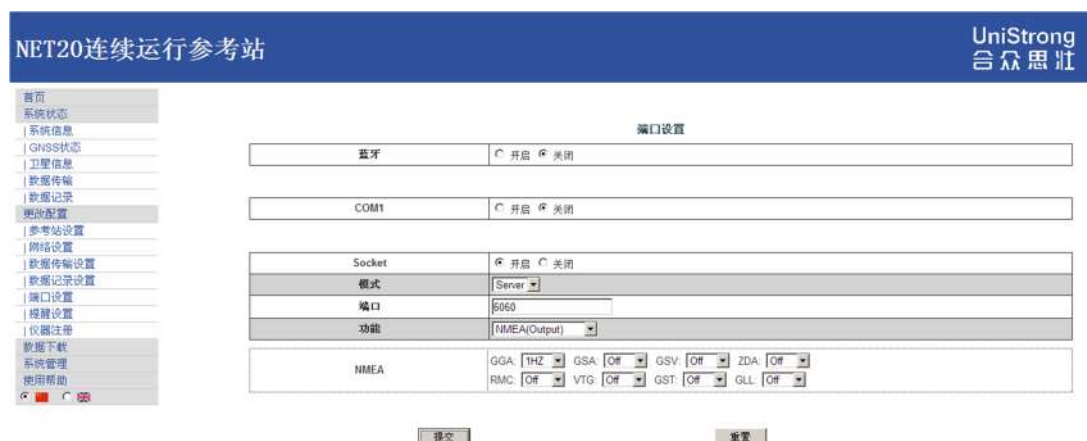 NET20连续运行参考站
UniStrong
合众思壮
首页
系统状态
|系统信息
|GNSS状态
|卫星信息
|数据传输
|数据记录
更改配置
|参考站设置
|网络设置
|数据传输设置
|数据记录设置
|端口设置
|提醒设置
|仪器注册
数据下载
系统管理
使用帮助
端口设置
蓝牙 开启 关闭
COM1 开启 关闭
Socket 开启 关闭
模式 Server
端口 6060
功能 NMEA(Output)
NMEA
GGA: 1HZ GSA: Off GSV: Off ZDA: Off
RMC: Off VTG: Off GST: Off GLL: Off
提交 重置